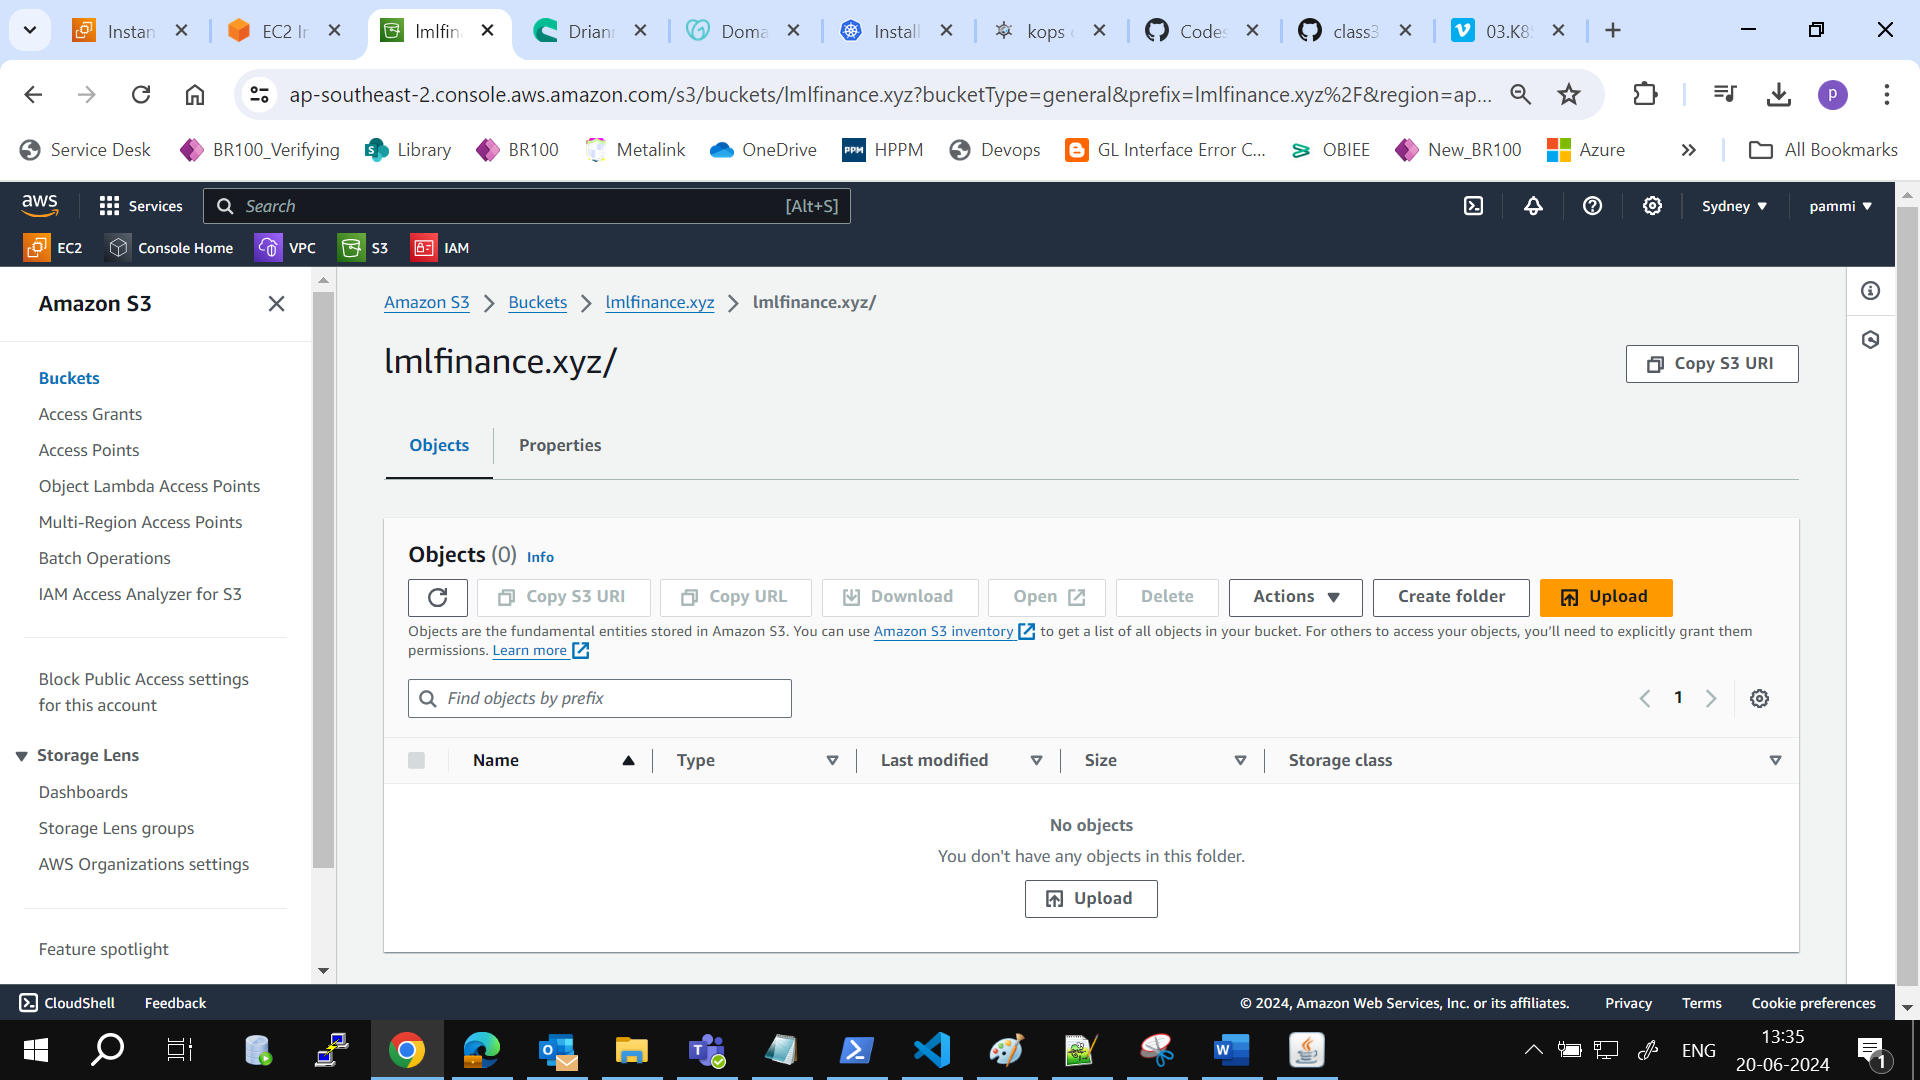 Instan
EC2 In
lmlfina
Driann
Doma
Install
kops c
Codes
class3
03.K8S
ap-southeast-2.console.aws.amazon.com/s3/buckets/lmlfinance.xyz?bucketType=general&prefix=lmlfinance.xyz%2F&region=ap...
P
Service Desk
BR100_Verifying
Library
BR100
Metalink
OneDrive
PPM
HPPM
Devops
GL Interface Error C...
OBIEE
New_BR100
Azure
»
All Bookmarks
aws
Services
Search
[Alt+S]
Sydney
pammi
EC2
Console Home
VPC
S3
IAM
Amazon S3
Buckets
Access Grants
Access Points
Object Lambda Access Points
Multi-Region Access Points
Batch Operations
IAM Access Analyzer for S3
Block Public Access settings
for this account
Storage Lens
Dashboards
Storage Lens groups
AWS Organizations settings
Feature spotlight
Amazon S3 > Buckets > lmlfinance.xyz > lmlfinance.xyz/
lmlfinance.xyz/
Copy S3 URI
Objects
Properties
Objects (0) Info
Copy S3 URI
Copy URL
Download
Open
Delete
Actions
Create folder
Upload
Objects are the fundamental entities stored in Amazon S3. You can use Amazon S3 inventory to get a list of all objects in your bucket. For others to access your objects, you'll need to explicitly grant them
permissions. Learn more
Find objects by prefix
1
Name
Type
Last modified
Size
Storage class
No objects
You don't have any objects in this folder.
Upload
CloudShell
Feedback
© 2024, Amazon Web Services, Inc. or its affiliates.
Privacy
Terms
Cookie preferences
ENG
13:35
20-06-2024
1